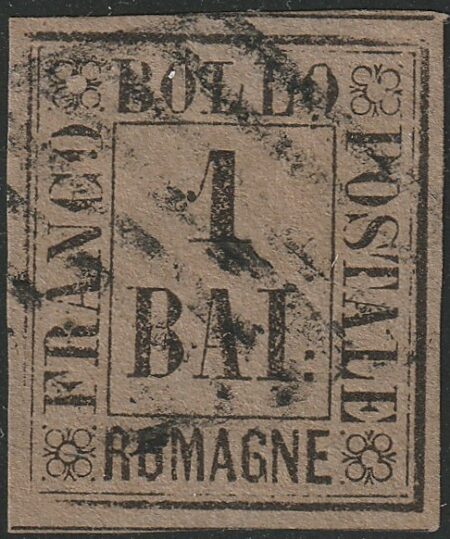 FRANCO
BOLLO
POSTALE
1
BAI:
ROMAGNE